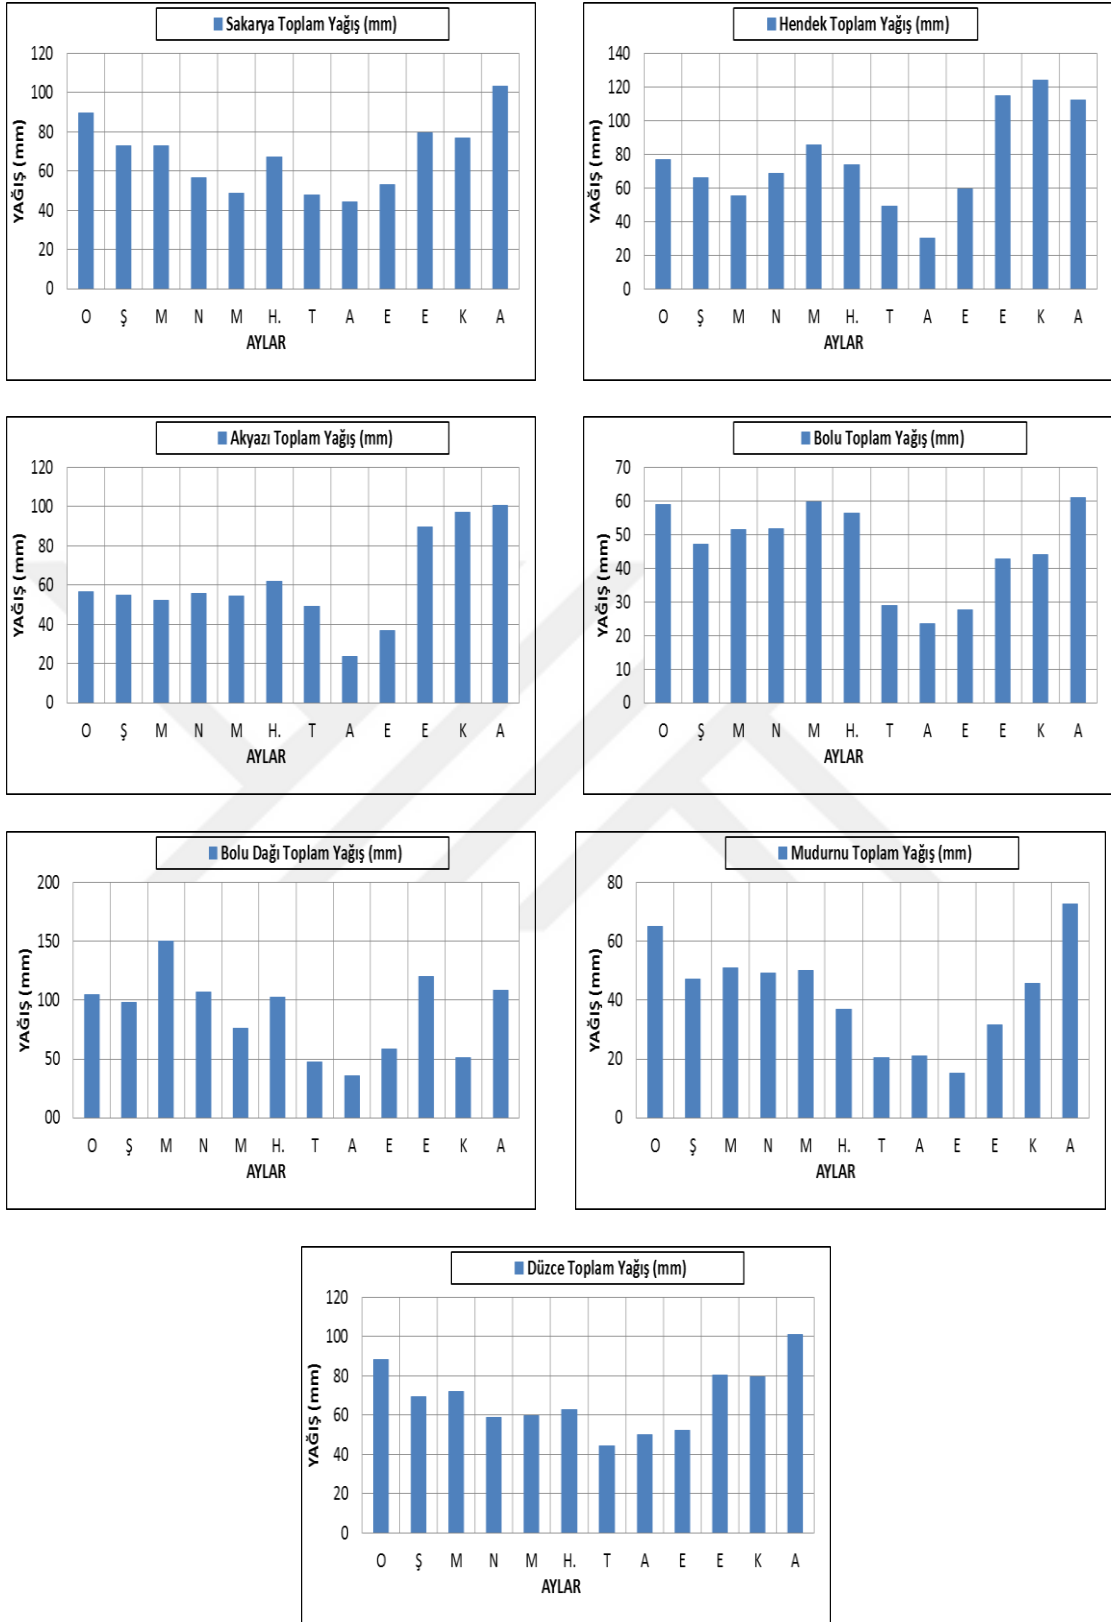 Sakarya Toplam Yağış (mm)
120
100
80
60
40
20
0
YAĞIŞ (mm)
O Ş M N M H. T A E E K A
AYLAR
Hendek Toplam Yağış (mm)
140
120
100
80
60
40
20
0
YAĞIŞ (mm)
O Ş M N M H. T A E E K A
AYLAR
Akyazı Toplam Yağış (mm)
120
100
80
60
40
20
0
YAĞIŞ (mm)
O Ş M N M H. T A E E K A
AYLAR
Bolu Toplam Yağış (mm)
70
60
50
40
30
20
10
0
YAĞIŞ (mm)
O Ş M N M H. T A E E K A
AYLAR
Bolu Dağı Toplam Yağış (mm)
200
150
100
50
00
YAĞIŞ (mm)
O Ş M N M H. T A E E K A
AYLAR
Mudurnu Toplam Yağış (mm)
80
60
40
20
0
YAĞIŞ (mm)
O Ş M N M H. T A E E K A
AYLAR
Düzce Toplam Yağış (mm)
120
100
80
60
40
20
0
YAĞIŞ (mm)
O Ş M N M H. T A E E K A
AYLAR